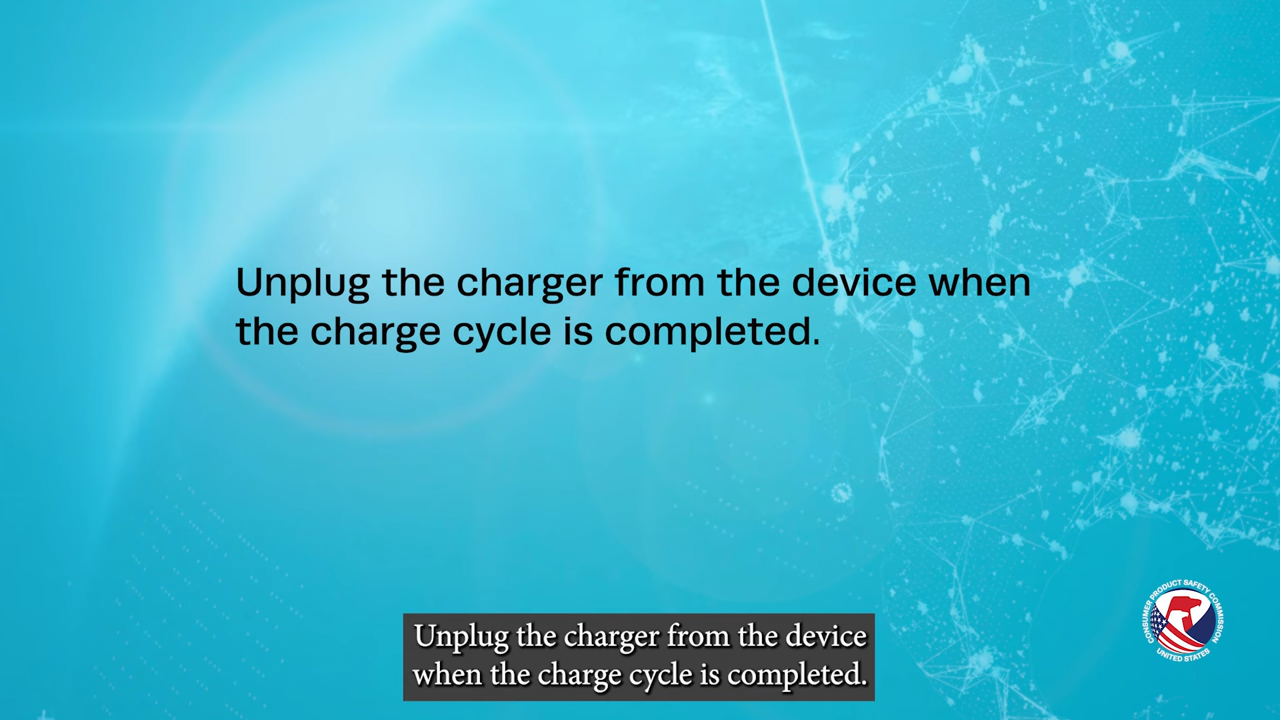 Unplug the charger from the device when
the charge cycle is completed.
CONSUMER PRODUCT SAFETY COMMISSION
UNITED STATES
Unplug the charger from the device
when the charge cycle is completed.